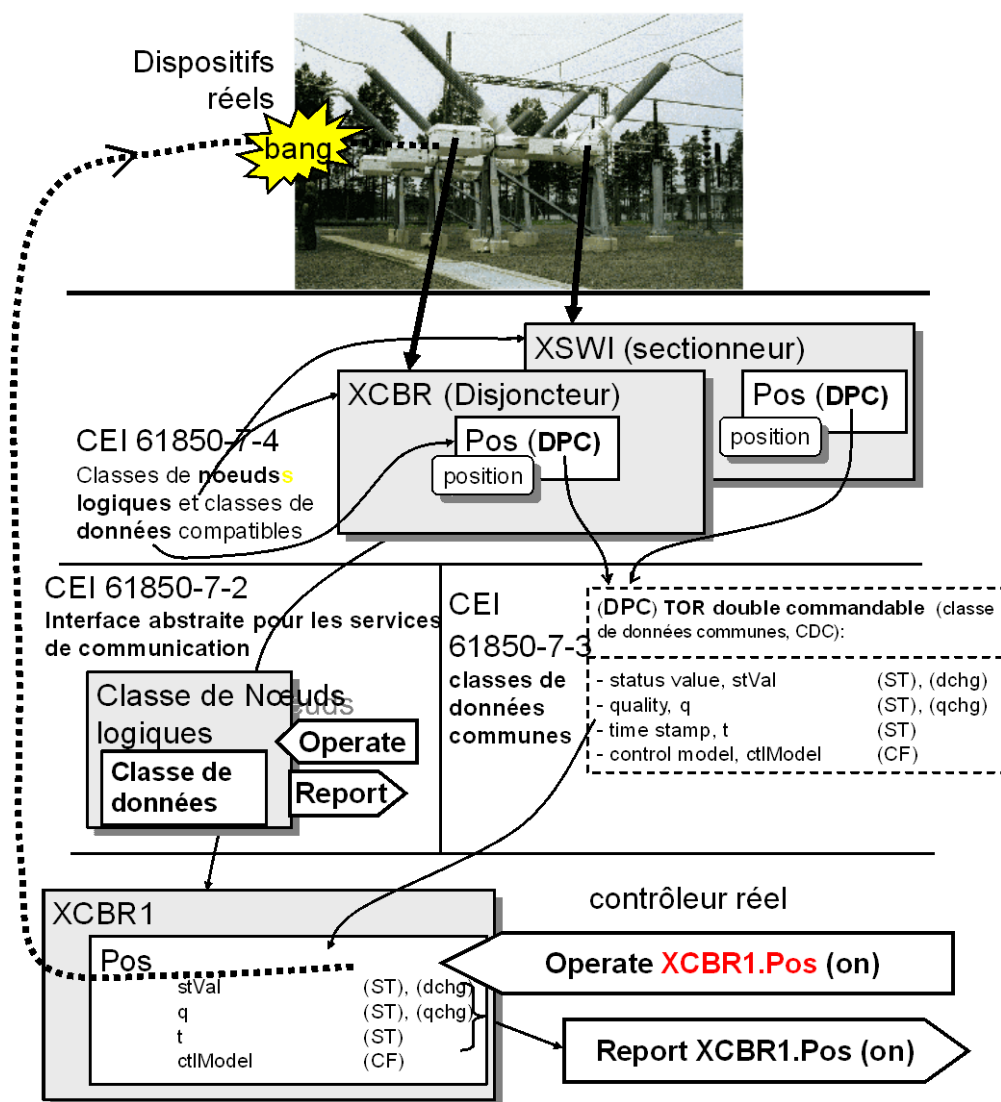 Dispositifs
réels
bang
XSWI (sectionneur)
Pos (DPC)
position
XCBR (Disjoncteur)
Pos (DPC)
position
CEI 61850-7-4
Classes de noeudss
logiques et classes de
données compatibles
CEI 61850-7-2
Interface abstraite pour les services
de communication
Classe de Nœuds
euds
logiques
Classe de
données
Operate
Report
CEI
61850-7-3
classes de
données
communes
(DPC) TOR double commandable (classe
de données communes, CDC):
- status value, stVal (ST), (dchg)
- quality, q (ST), (qchg)
- time stamp, t (ST)
- control model, ctlModel (CF)
contrôleur réel
XCBR1
Pos
stVal (ST), (dchg)
q (ST), (qchg)
t (ST)
ctlModel (CF)
Operate XCBR1.Pos (on)
Report XCBR1.Pos (on)